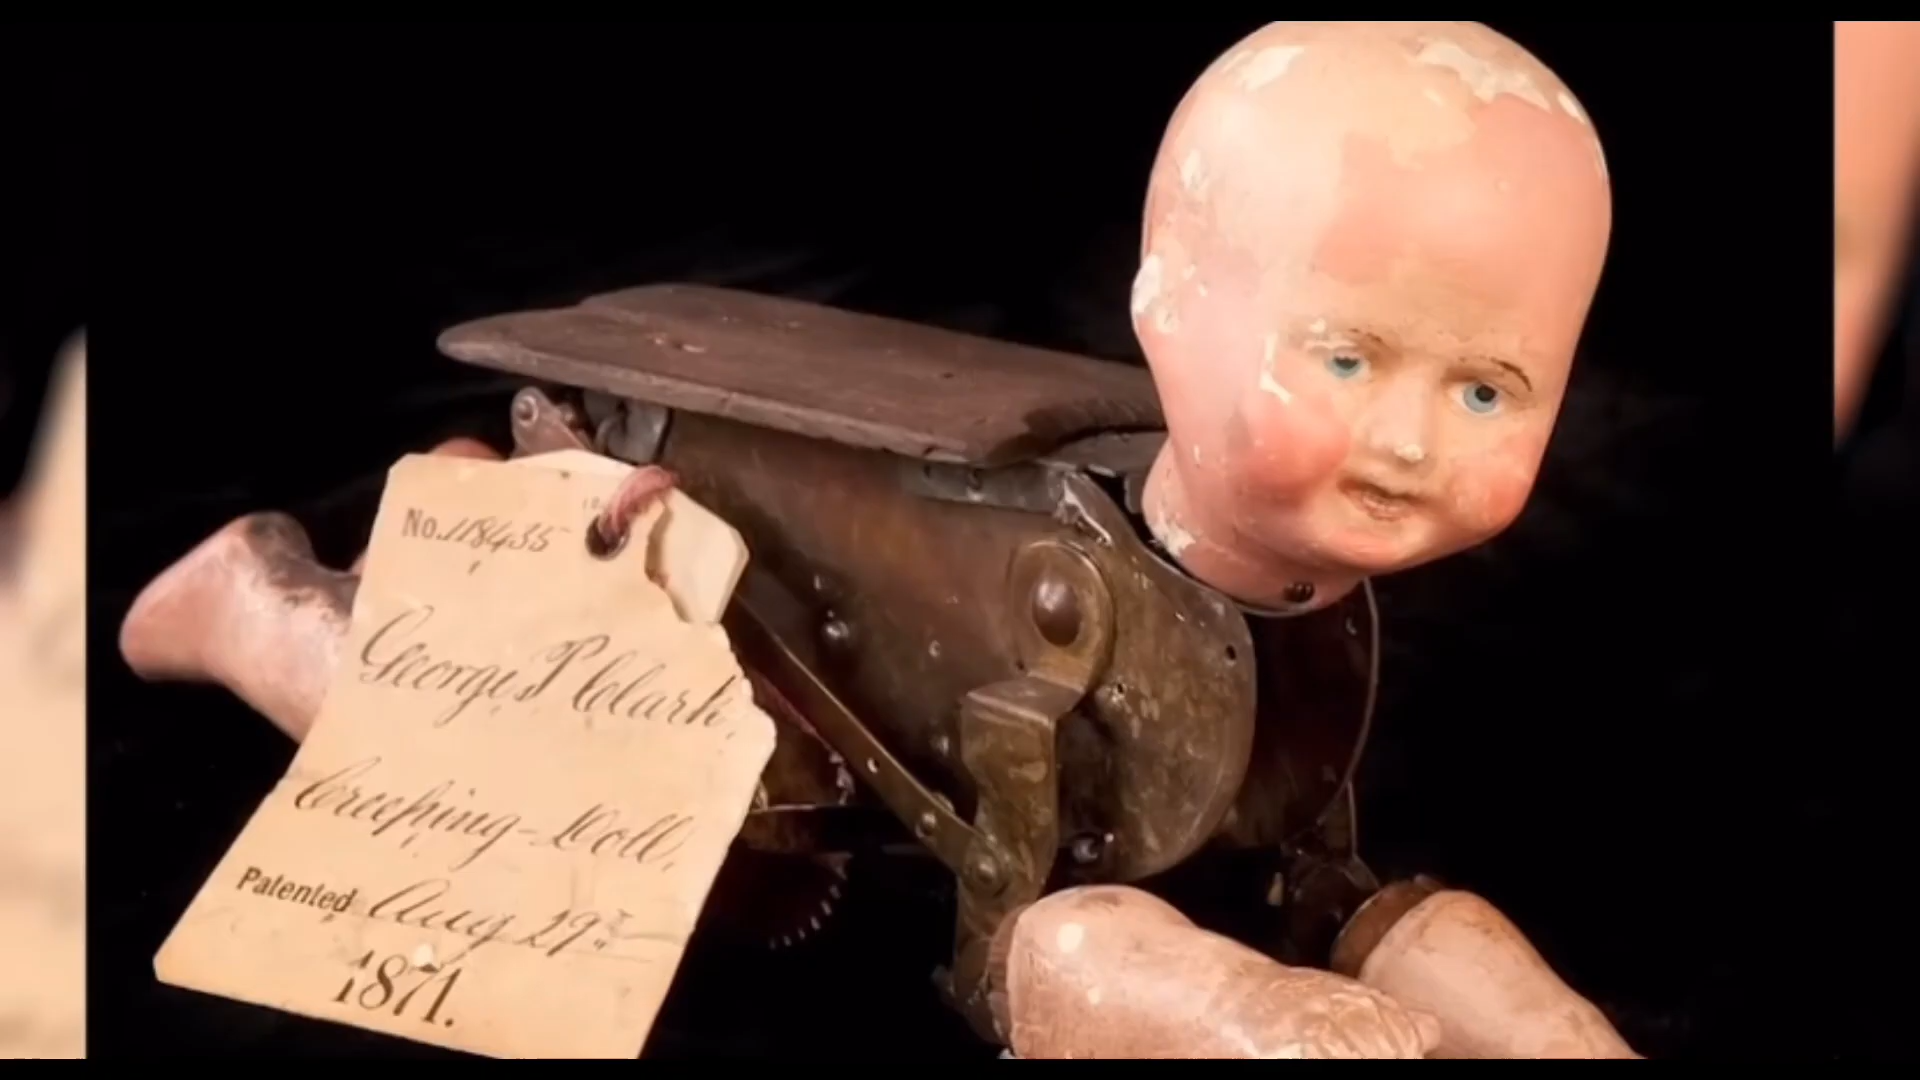 No. 118435
George P. Clark,
Creeping-Doll,
Patented Aug 29th
1871.